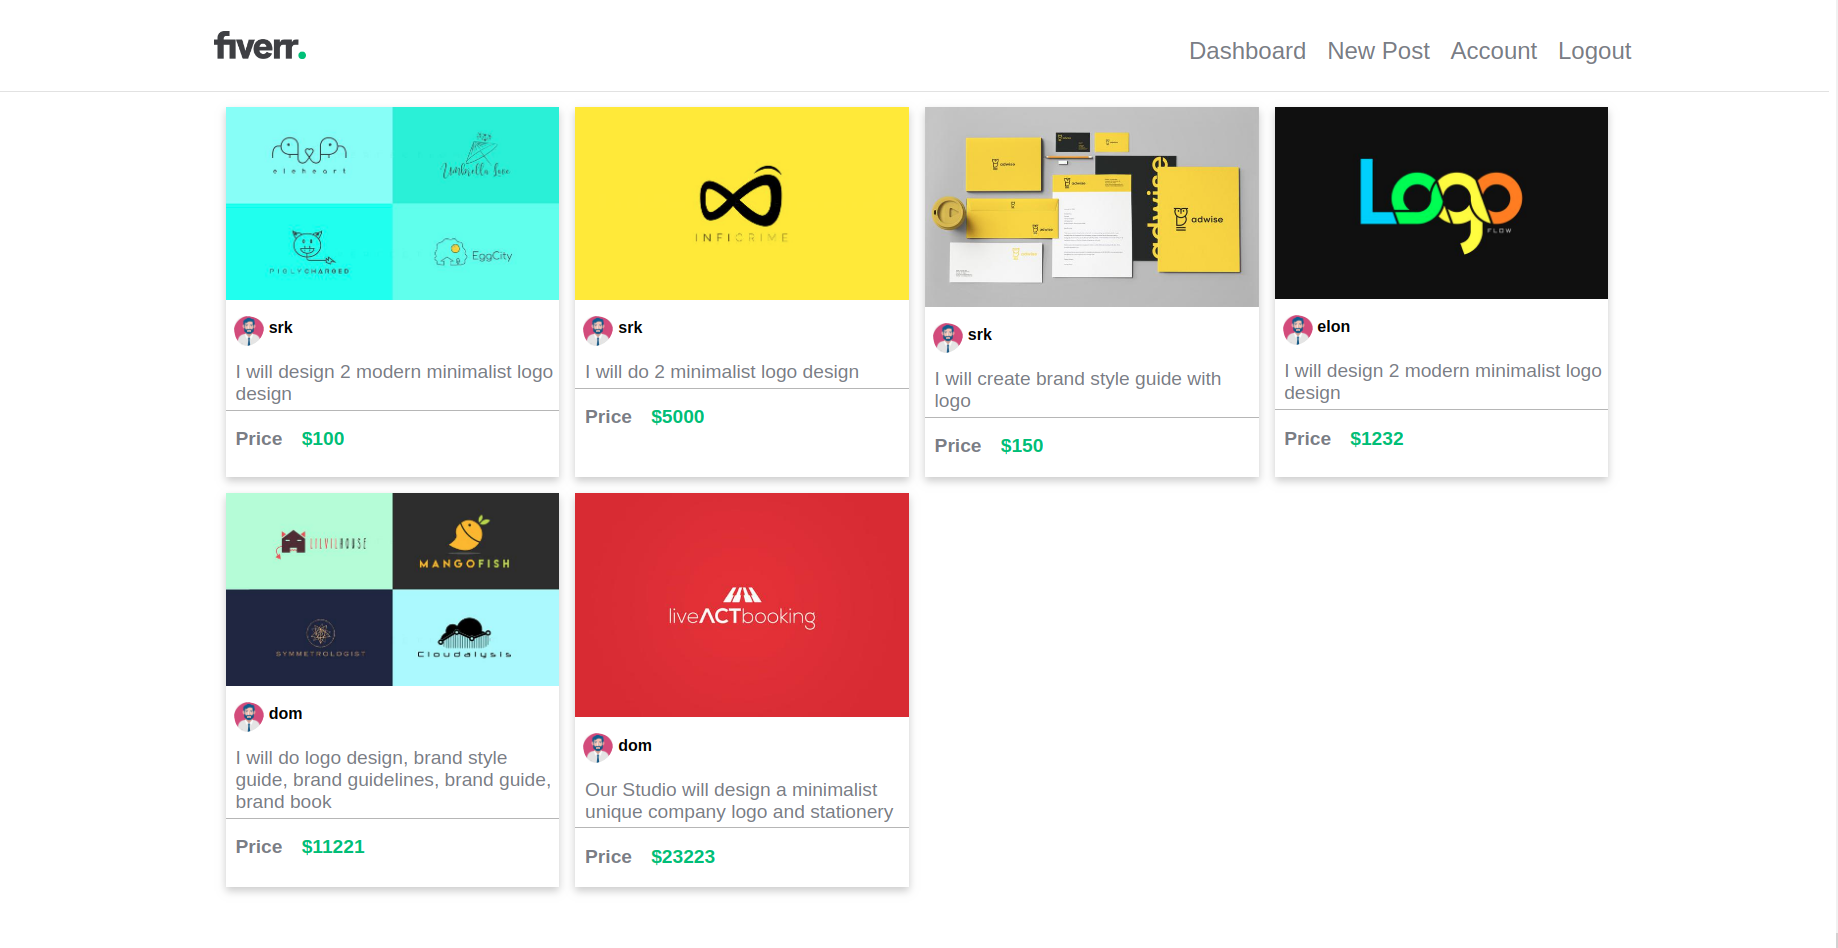 fiverr.
Dashboard New Post Account Logout
eleheart
Umbrella Love
PIGLYCHARGED
EggCity
INFICRIME
adwise
adwise
adwise
adwise
adwise
Logo
FLOW
srk
I will design 2 modern minimalist logo
design
Price $100
srk
I will do 2 minimalist logo design
Price $5000
srk
I will create brand style guide with
logo
Price $150
elon
I will design 2 modern minimalist logo
design
Price $1232
MANGOFISH
SYMMETROLOGIST
Cloudalysis
liveACTbooking
dom
I will do logo design, brand style
guide, brand guidelines, brand guide,
brand book
Price $11221
dom
Our Studio will design a minimalist
unique company logo and stationery
Price $23223